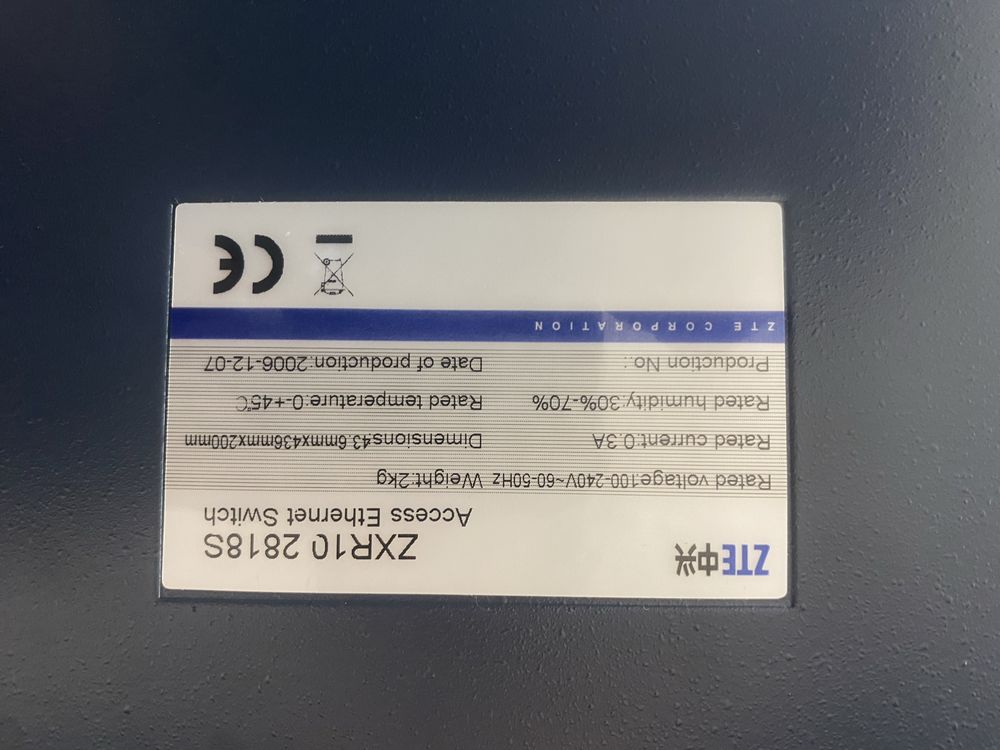 ZTE中兴
ZXR10 2818S
Access Ethernet Switch
Rated voltage:100-240V~60-50Hz Weight:2kg
Rated current:0.3A Dimensions:43.6mmx436mmx200mm
Rated humidity:30%-70% Rated temperature:0-+45℃
Production No.: Date of production:2006-12-07
ZTE CORPORATION
CE